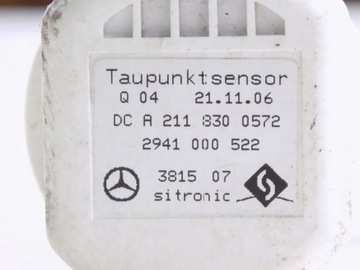 Taupunktsensor
Q 04 21.11.06
DC A 211 830 0572
2941 000 522
3815 07
sitronic